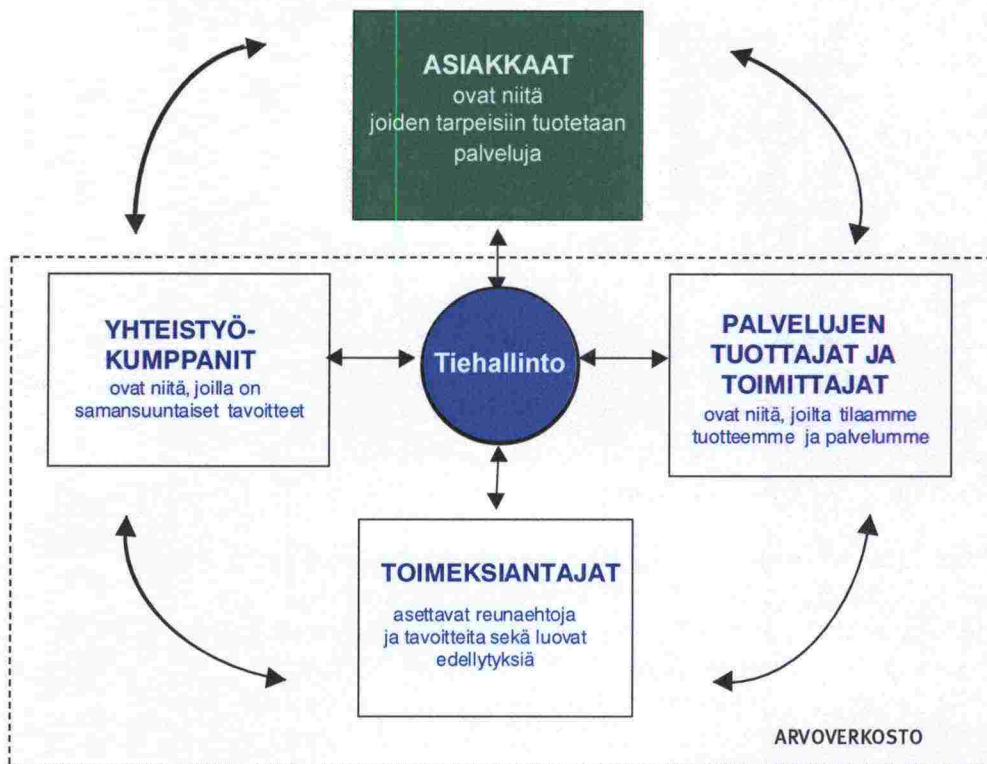 ASIAKKAAT
ovat niitä
joiden tarpeisiin tuotetaan
palveluja
YHTEISTYÖ-
KUMPPANIT
ovat niitä, joilla on
samansuuntaiset tavoitteet
Tiehallinto
PALVELUJEN
TUOTTAJAT JA
TOIMITTAJAT
ovat niitä, joilta tilaamme
tuotteemme ja palvelumme
TOIMEKSIANTAJAT
asettavat reunaehtoja
ja tavoitteita sekä luovat
edellytyksiä
ARVOVERKOSTO